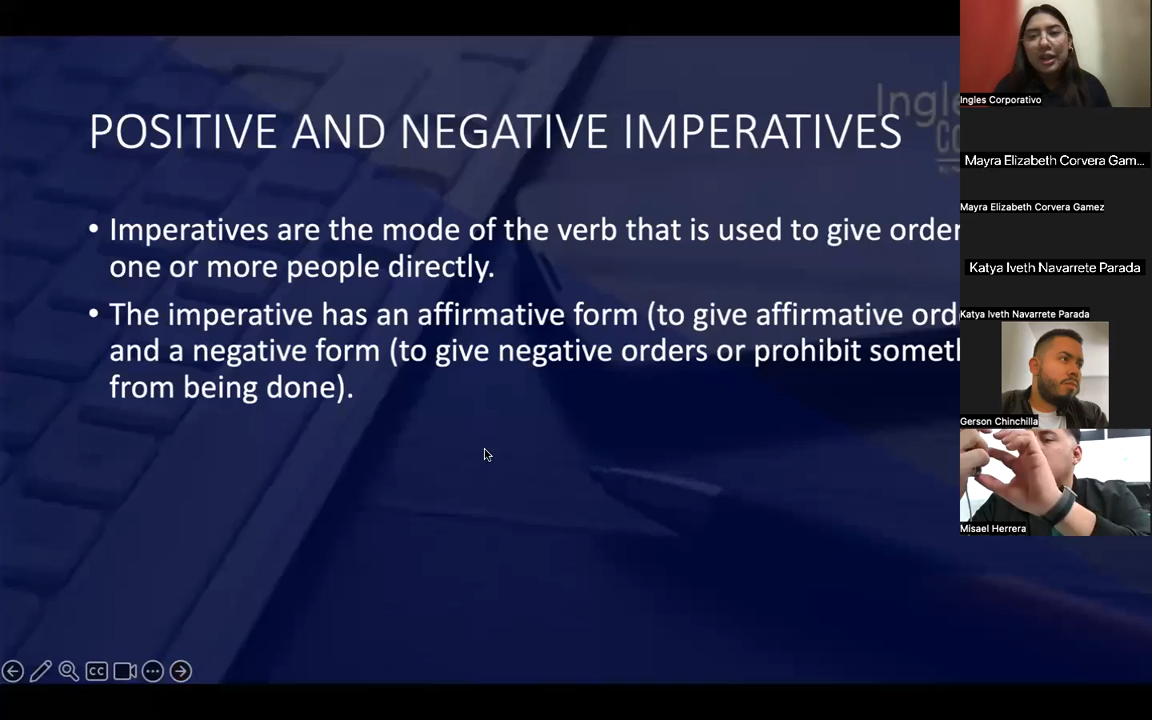 POSITIVE AND NEGATIVE IMPERATIVES
Ingl
• Imperatives are the mode of the verb that is used to give order
one or more people directly.
• The imperative has an affirmative form (to give affirmative ord
and a negative form (to give negative orders or prohibit someth
from being done).
CC
Ingles Corporativo
Mayra Elizabeth Corvera Gam...
Mayra Elizabeth Corvera Gamez
Katya Iveth Navarrete Parada
Katya Iveth Navarrete Parada
Gerson Chinchilla
Misael Herrera